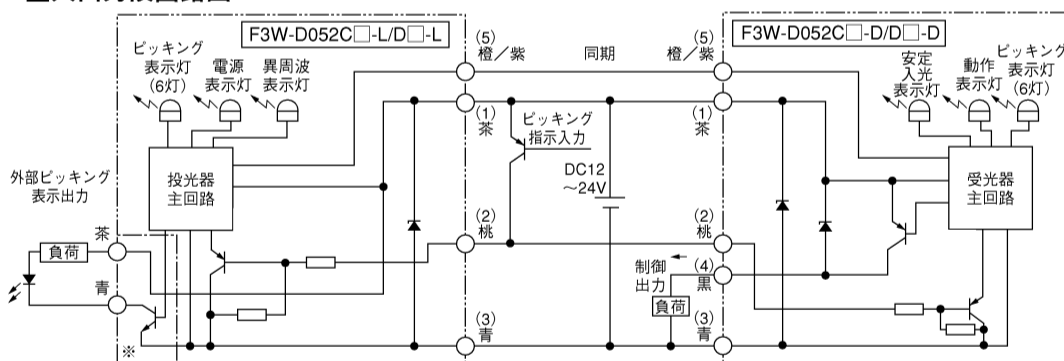 F3W-D052C□-L/D□-L
ピッキング
表示灯
(6灯)
電源
表示灯
異周波
表示灯
投光器
主回路
外部ピッキング
表示出力
茶
負荷
青
※
(5)
橙/紫
(1)
茶
(2)
桃
(3)
青
同期
ピッキング
指示入力
DC12
~24V
制御
出力
負荷
(5)
橙/紫
(1)
茶
(2)
桃
(4)
黒
(3)
青
F3W-D052C□-D/D□-D
安定
入光
表示灯
動作
表示灯
ピッキング
表示灯
(6灯)
受光器
主回路